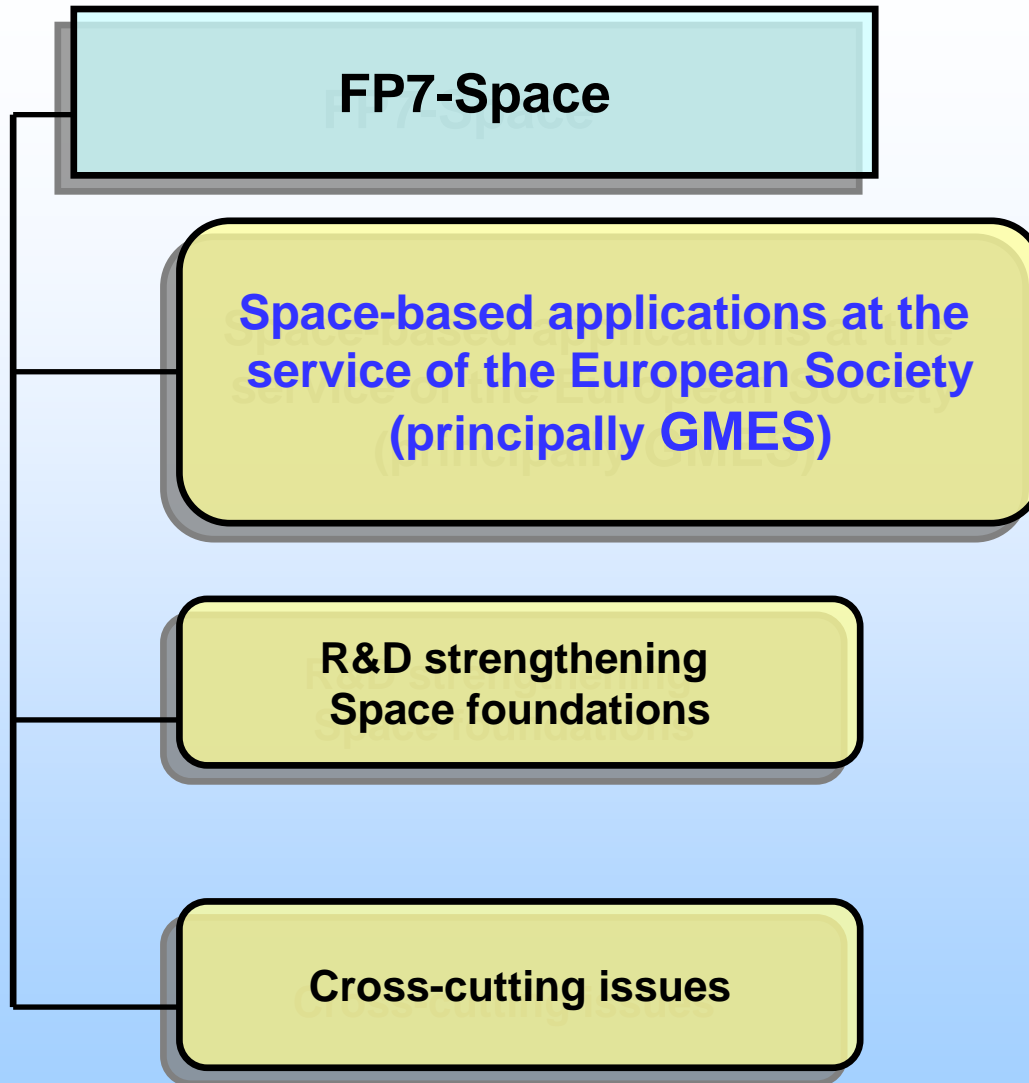 FP7-Space
Space-based applications at the
service of the European Society
(principally GMES)
R&D strengthening
Space foundations
Cross-cutting issues